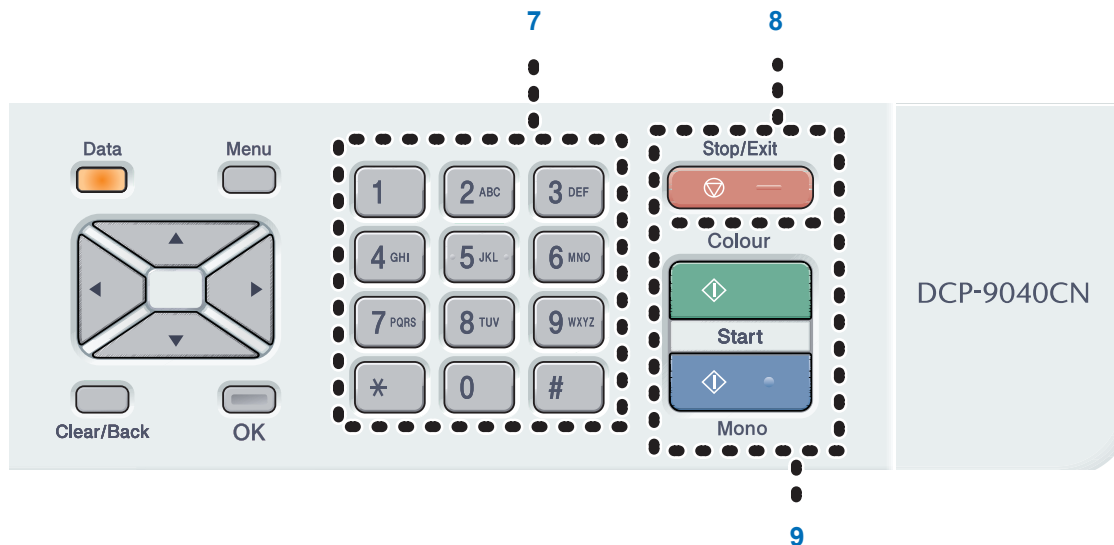 7 8
Data Menu Stop/Exit
1 2 ABC 3 DEF
Colour
4 GHI 5 JKL 6 MNO
DCP-9040CN
7 PQRS 8 TUV 9 WXYZ
Start
* 0 #
Clear/Back OK Mono
9